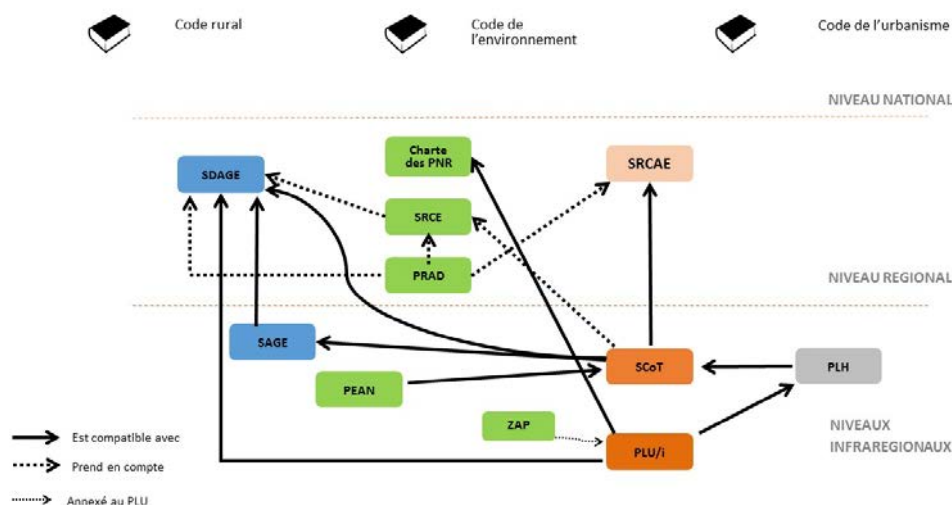 Code rural
Code de
l'environnement
Code de l'urbanisme
NIVEAU NATIONAL
Charte
des PNR
SRCAE
SDAGE
SRCE
PRAD
NIVEAU REGIONAL
SAGE
SCoT
PLH
PEAN
ZAP
NIVEAUX
INFRAREGIONAUX
PLU/i
Est compatible avec
Prend en compte
Annexé au PLU